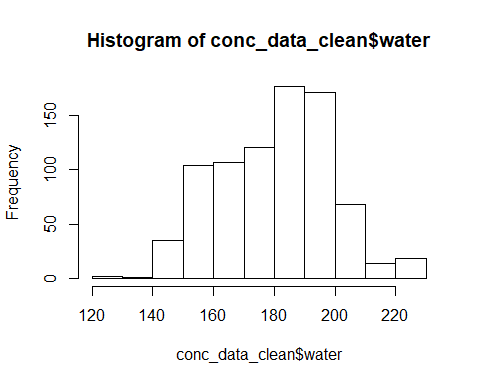 Histogram of conc_data_clean$water
Frequency
150
100
50
0
120 140 160 180 200 220
conc_data_clean$water